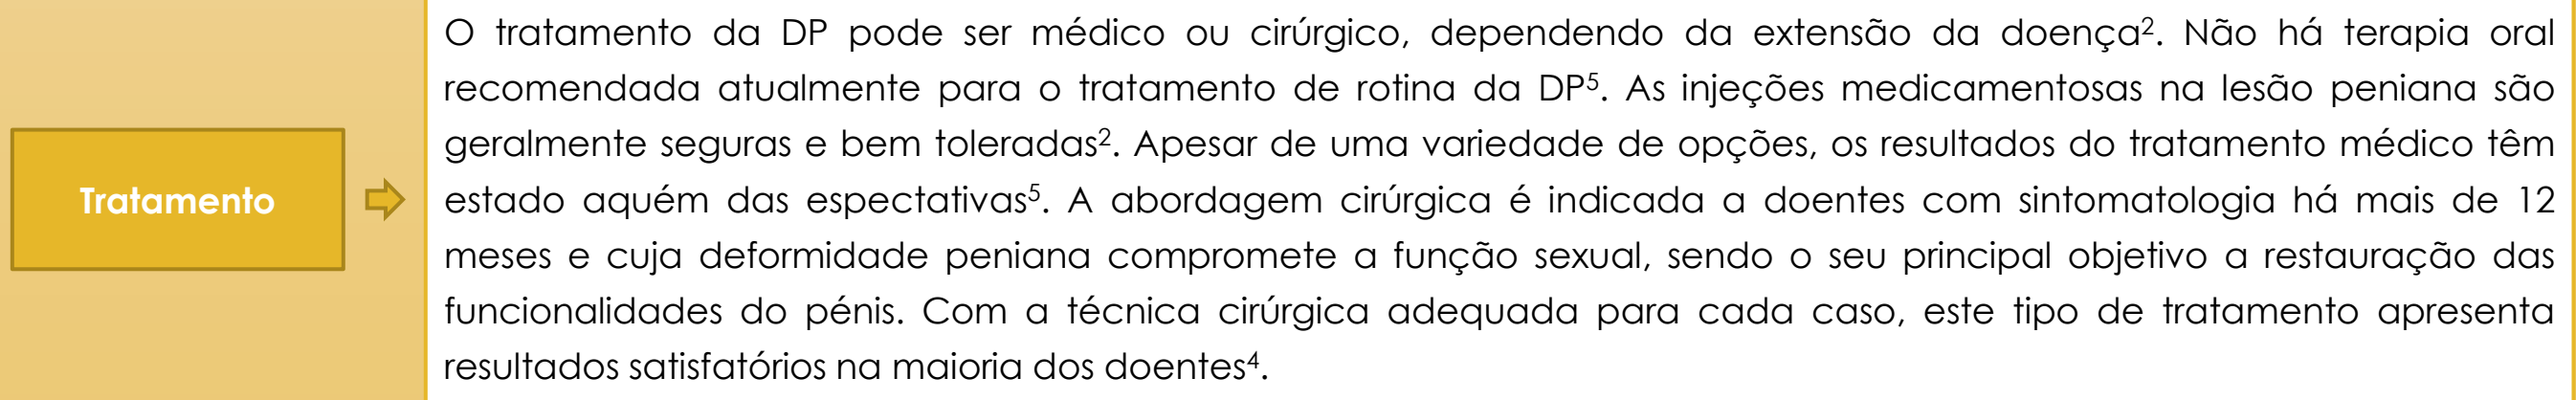 Tratamento
O tratamento da DP pode ser médico ou cirúrgico, dependendo da extensão da doença². Não há terapia oral
recomendada atualmente para o tratamento de rotina da DP⁵. As injeções medicamentosas na lesão peniana são
geralmente seguras e bem toleradas². Apesar de uma variedade de opções, os resultados do tratamento médico têm
estado aquém das espectativas⁵. A abordagem cirúrgica é indicada a doentes com sintomatologia há mais de 12
meses e cuja deformidade peniana compromete a função sexual, sendo o seu principal objetivo a restauração das
funcionalidades do pénis. Com a técnica cirúrgica adequada para cada caso, este tipo de tratamento apresenta
resultados satisfatórios na maioria dos doentes⁴.